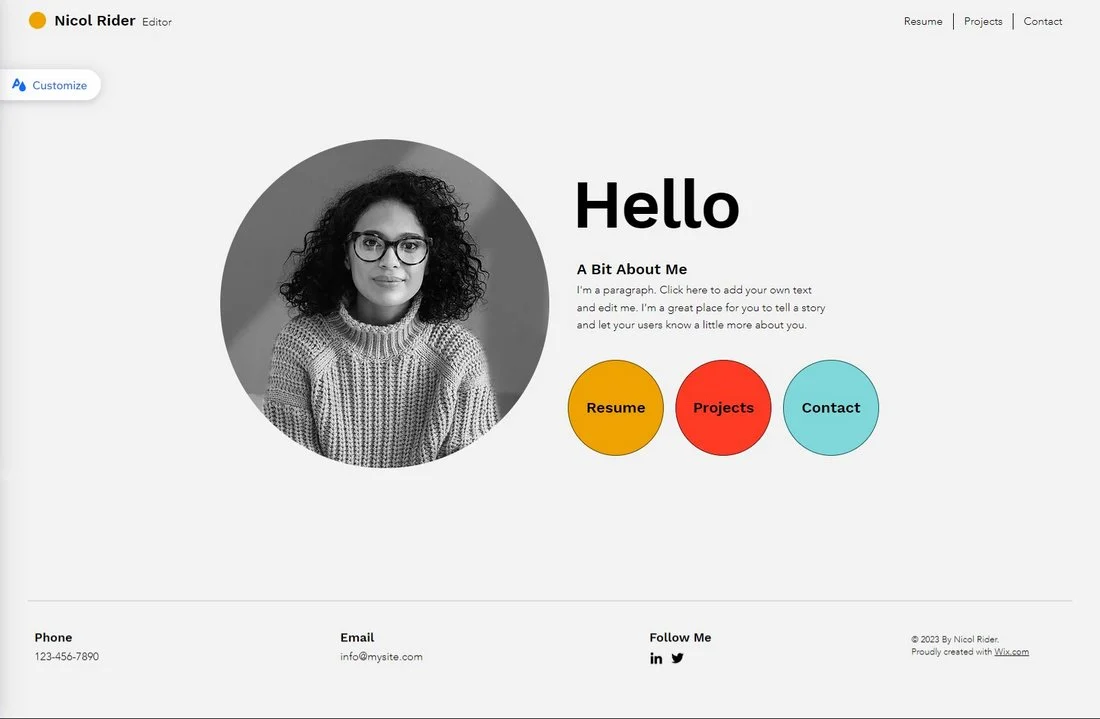 Nicol Rider Editor
Resume Projects Contact
Customize
Hello
A Bit About Me
I'm a paragraph. Click here to add your own text
and edit me. I'm a great place for you to tell a story
and let your users know a little more about you.
Resume Projects Contact
Phone
123-456-7890
Email
info@mysite.com
Follow Me
© 2023 By Nicol Rider.
Proudly created with Wix.com